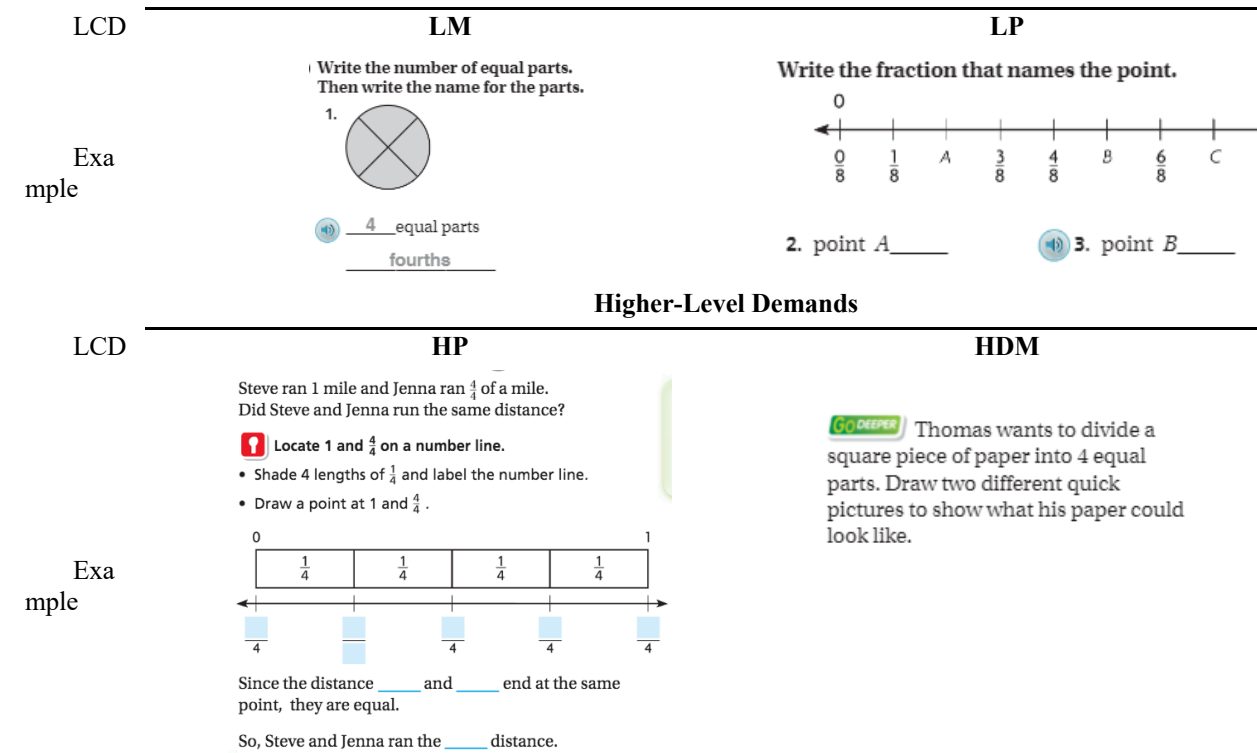 LCD LM LP
Write the number of equal parts.
Then write the name for the parts.
1.
4 equal parts
fourths
Write the fraction that names the point.
0
0/8 1/8 A 3/8 4/8 B 6/8 C
2. point A____ 3. point B____
Exa
mple
Higher-Level Demands
LCD HP HDM
Steve ran 1 mile and Jenna ran 4/4 of a mile.
Did Steve and Jenna run the same distance?
Locate 1 and 4/4 on a number line.
• Shade 4 lengths of 1/4 and label the number line.
• Draw a point at 1 and 4/4 .
0 1
1/4 1/4 1/4 1/4
4 4 4 4
Since the distance ____ and ____ end at the same
point, they are equal.
So, Steve and Jenna ran the ____ distance.
Go DEEPER Thomas wants to divide a
square piece of paper into 4 equal
parts. Draw two different quick
pictures to show what his paper could
look like.
Exa
mple